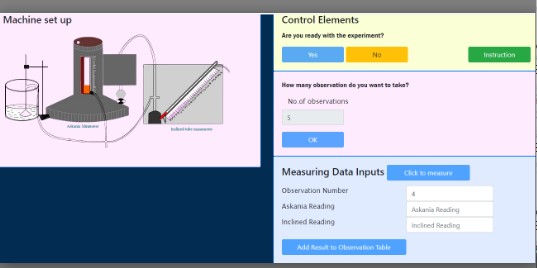 Machine set up
Inclined tube manometer
Control Elements
Are you ready with the experiment?
Yes
No
Instruction
How many observation do you want to take?
No.of observations
5
OK
Measuring Data Inputs
Click to measure
Observation Number
4
Askania Reading
Askania Reading
Inclined Reading
Inclined Reading
Add Result to Observation Table